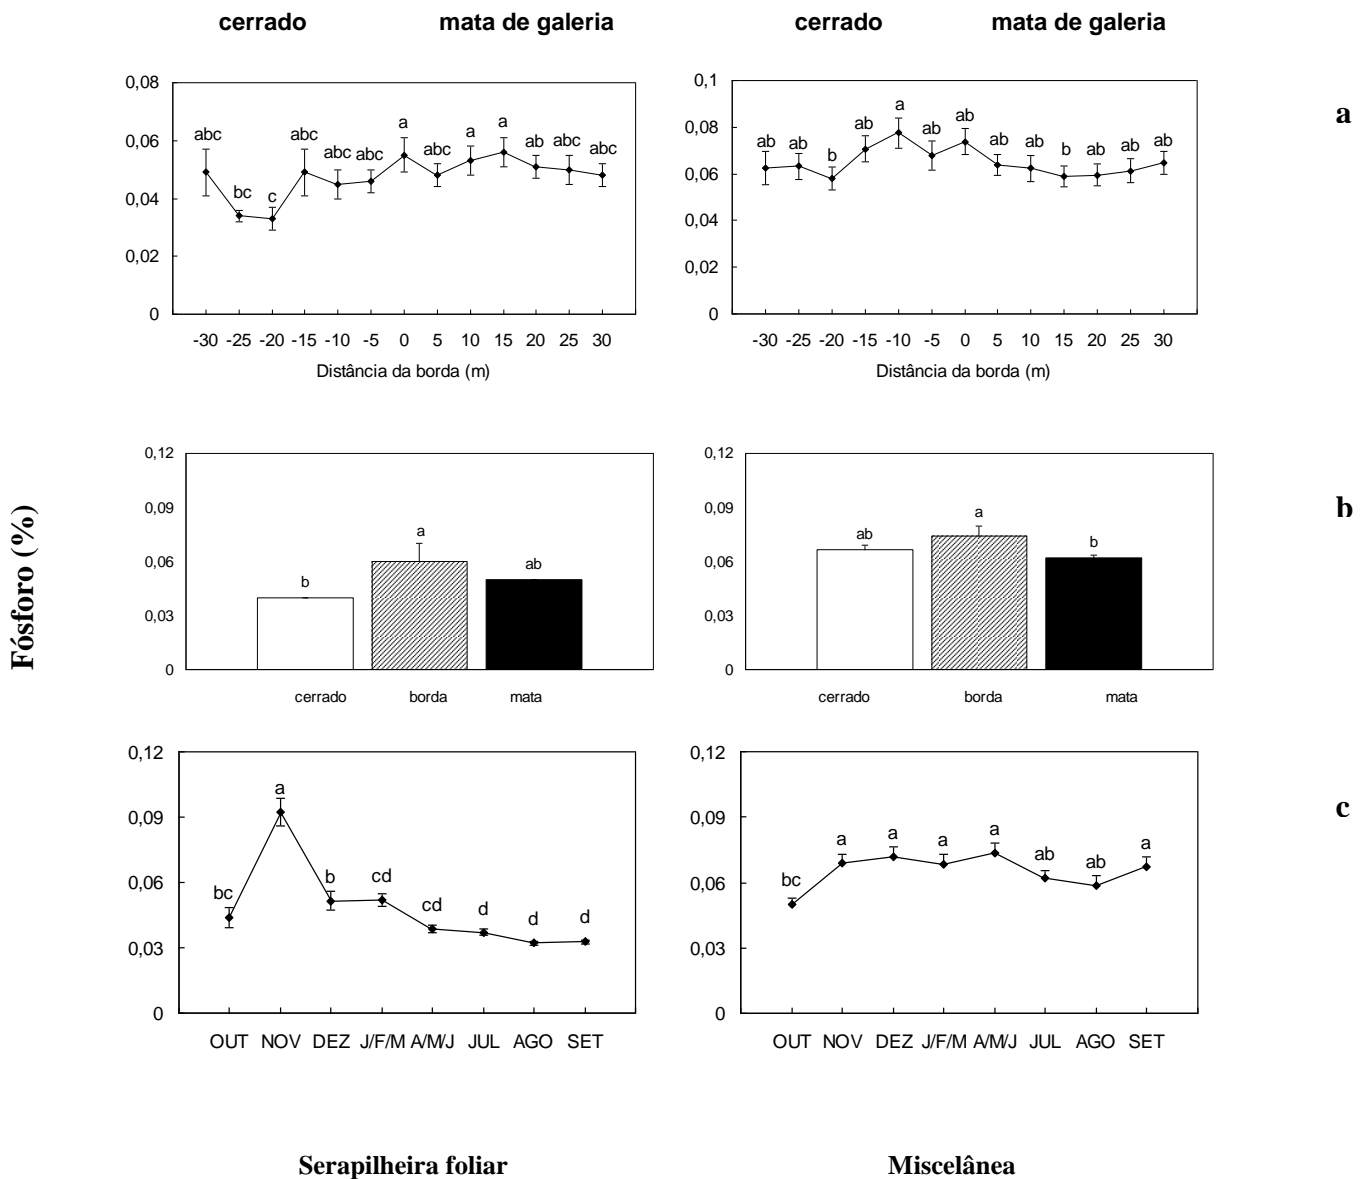 cerrado mata de galeria cerrado mata de galeria
a
0,08
0,06
0,04
0,02
0
abc bc c abc abc abc a abc a a ab abc abc
-30 -25 -20 -15 -10 -5 0 5 10 15 20 25 30
Distância da borda (m)
0,1
0,08
0,06
0,04
0,02
0
ab ab b ab a ab ab ab ab b ab ab ab
-30 -25 -20 -15 -10 -5 0 5 10 15 20 25 30
Distância da borda (m)
Fósforo (%)
b
0,12
0,09
0,06
0,03
0
b a ab
cerrado borda mata
0,12
0,09
0,06
0,03
0
ab a b
cerrado borda mata
c
0,12
0,09
0,06
0,03
0
bc a b cd cd d d d
OUT NOV DEZ J/F/M A/M/J JUL AGO SET
0,12
0,09
0,06
0,03
0
bc a a a a ab ab a
OUT NOV DEZ J/F/M A/M/J JUL AGO SET
Serapilheira foliar Miscelânea